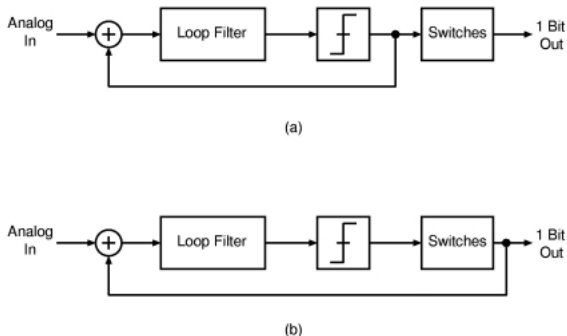 Analog
In
+
Loop Filter
Switches
1 Bit
Out
(a)
Analog
In
+
Loop Filter
Switches
1 Bit
Out
(b)